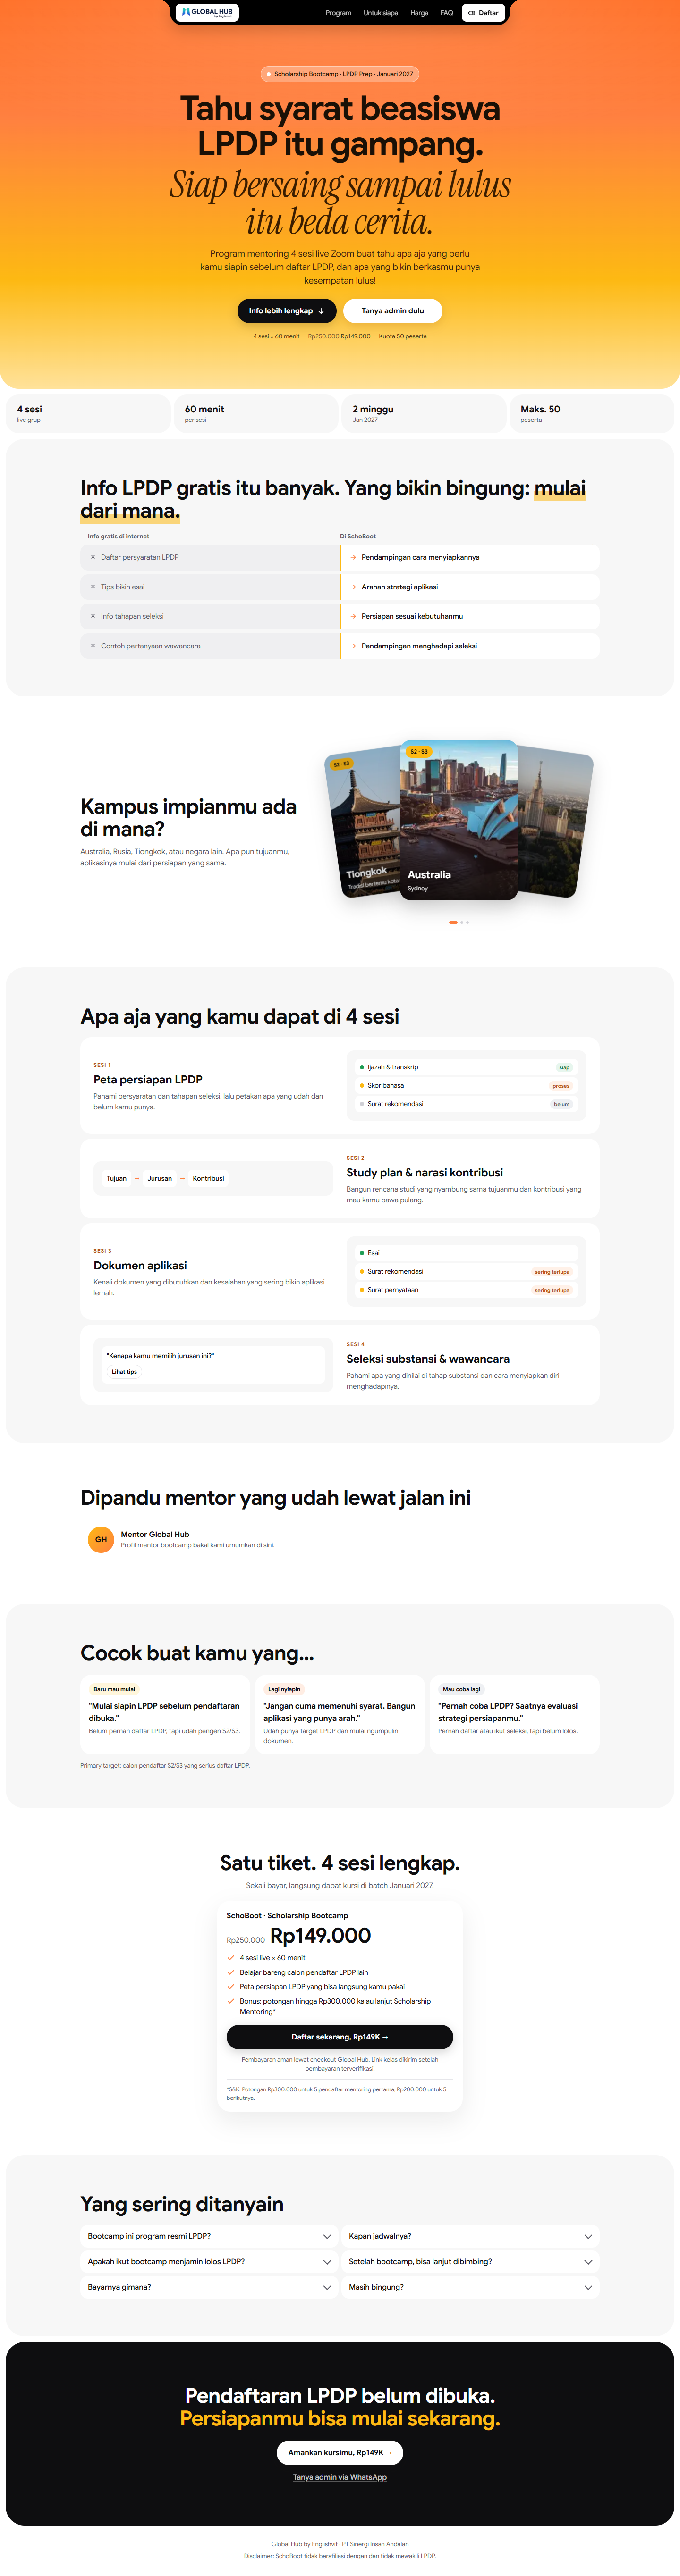 GLOBAL HUB
by Englishvit
Program
Untuk siapa
Harga
FAQ
Daftar
Scholarship Bootcamp · LPDP Prep · Januari 2027
Tahu syarat beasiswa
LPDP itu gampang.
Siap bersaing sampai lulus
itu beda cerita.
Program mentoring 4 sesi live Zoom buat tahu apa aja yang perlu
kamu siapin sebelum daftar LPDP, dan apa yang bikin berkasmu punya
kesempatan lulus!
Info lebih lengkap ↓
Tanya admin dulu
4 sesi × 60 menit
Rp250.000 Rp149.000
Kuota 50 peserta
4 sesi
live grup
60 menit
per sesi
2 minggu
Jan 2027
Maks. 50
peserta
Info LPDP gratis itu banyak. Yang bikin bingung: mulai
dari mana.
Info gratis di internet
Di SchoBoot
× Daftar persyaratan LPDP
→ Pendampingan cara menyiapkannya
× Tips bikin esai
→ Arahan strategi aplikasi
× Info tahapan seleksi
→ Persiapan sesuai kebutuhanmu
× Contoh pertanyaan wawancara
→ Pendampingan menghadapi seleksi
Kampus impianmu ada
di mana?
Australia, Rusia, Tiongkok, atau negara lain. Apa pun tujuanmu,
aplikasinya mulai dari persiapan yang sama.
S2 · S3
Tiongkok
Tradisi bertemu
S2 · S3
Australia
Sydney
Apa aja yang kamu dapat di 4 sesi
SESI 1
Peta persiapan LPDP
Pahami persyaratan dan tahapan seleksi, lalu petakan apa yang udah dan
belum kamu punya.
Ijazah & transkrip
siap
Skor bahasa
proses
Surat rekomendasi
belum
Tujuan → Jurusan → Kontribusi
SESI 2
Study plan & narasi kontribusi
Bangun rencana studi yang nyambung sama tujuanmu dan kontribusi yang
mau kamu bawa pulang.
SESI 3
Dokumen aplikasi
Kenali dokumen yang dibutuhkan dan kesalahan yang sering bikin aplikasi
lemah.
Esai
Surat rekomendasi
sering terlupa
Surat pernyataan
sering terlupa
"Kenapa kamu memilih jurusan ini?"
Lihat tips
SESI 4
Seleksi substansi & wawancara
Pahami apa yang dinilai di tahap substansi dan cara menyiapkan diri
menghadapinya.
Dipandu mentor yang udah lewat jalan ini
GH
Mentor Global Hub
Profil mentor bootcamp bakal kami umumkan di sini.
Cocok buat kamu yang...
Baru mau mulai
"Mulai siapin LPDP sebelum pendaftaran
dibuka."
Belum pernah daftar LPDP, tapi udah pengen S2/S3.
Lagi nyiapin
"Jangan cuma memenuhi syarat. Bangun
aplikasi yang punya arah."
Udah punya target LPDP dan mulai ngumpulin
dokumen.
Mau coba lagi
"Pernah coba LPDP? Saatnya evaluasi
strategi persiapanmu."
Pernah daftar atau ikut seleksi, tapi belum lolos.
Primary target: calon pendaftar S2/S3 yang serius daftar LPDP.
Satu tiket. 4 sesi lengkap.
Sekali bayar, langsung dapat kursi di batch Januari 2027.
SchoBoot · Scholarship Bootcamp
Rp250.000 Rp149.000
4 sesi live × 60 menit
Belajar bareng calon pendaftar LPDP lain
Peta persiapan LPDP yang bisa langsung kamu pakai
Bonus: potongan hingga Rp300.000 kalau lanjut Scholarship
Mentoring*
Daftar sekarang, Rp149K →
Pembayaran aman lewat checkout Global Hub. Link kelas dikirim setelah
pembayaran terverifikasi.
*S&K: Potongan Rp300.000 untuk 5 pendaftar mentoring pertama, Rp200.000 untuk 5
berikutnya.
Yang sering ditanyain
Bootcamp ini program resmi LPDP?
Kapan jadwalnya?
Apakah ikut bootcamp menjamin lolos LPDP?
Setelah bootcamp, bisa lanjut dibimbing?
Bayarnya gimana?
Masih bingung?
Pendaftaran LPDP belum dibuka.
Persiapanmu bisa mulai sekarang.
Amankan kursimu, Rp149K →
Tanya admin via WhatsApp
Global Hub by Englishvit · PT Sinergi Insan Andalan
Disclaimer: SchoBoot tidak berafiliasi dengan dan tidak mewakili LPDP.